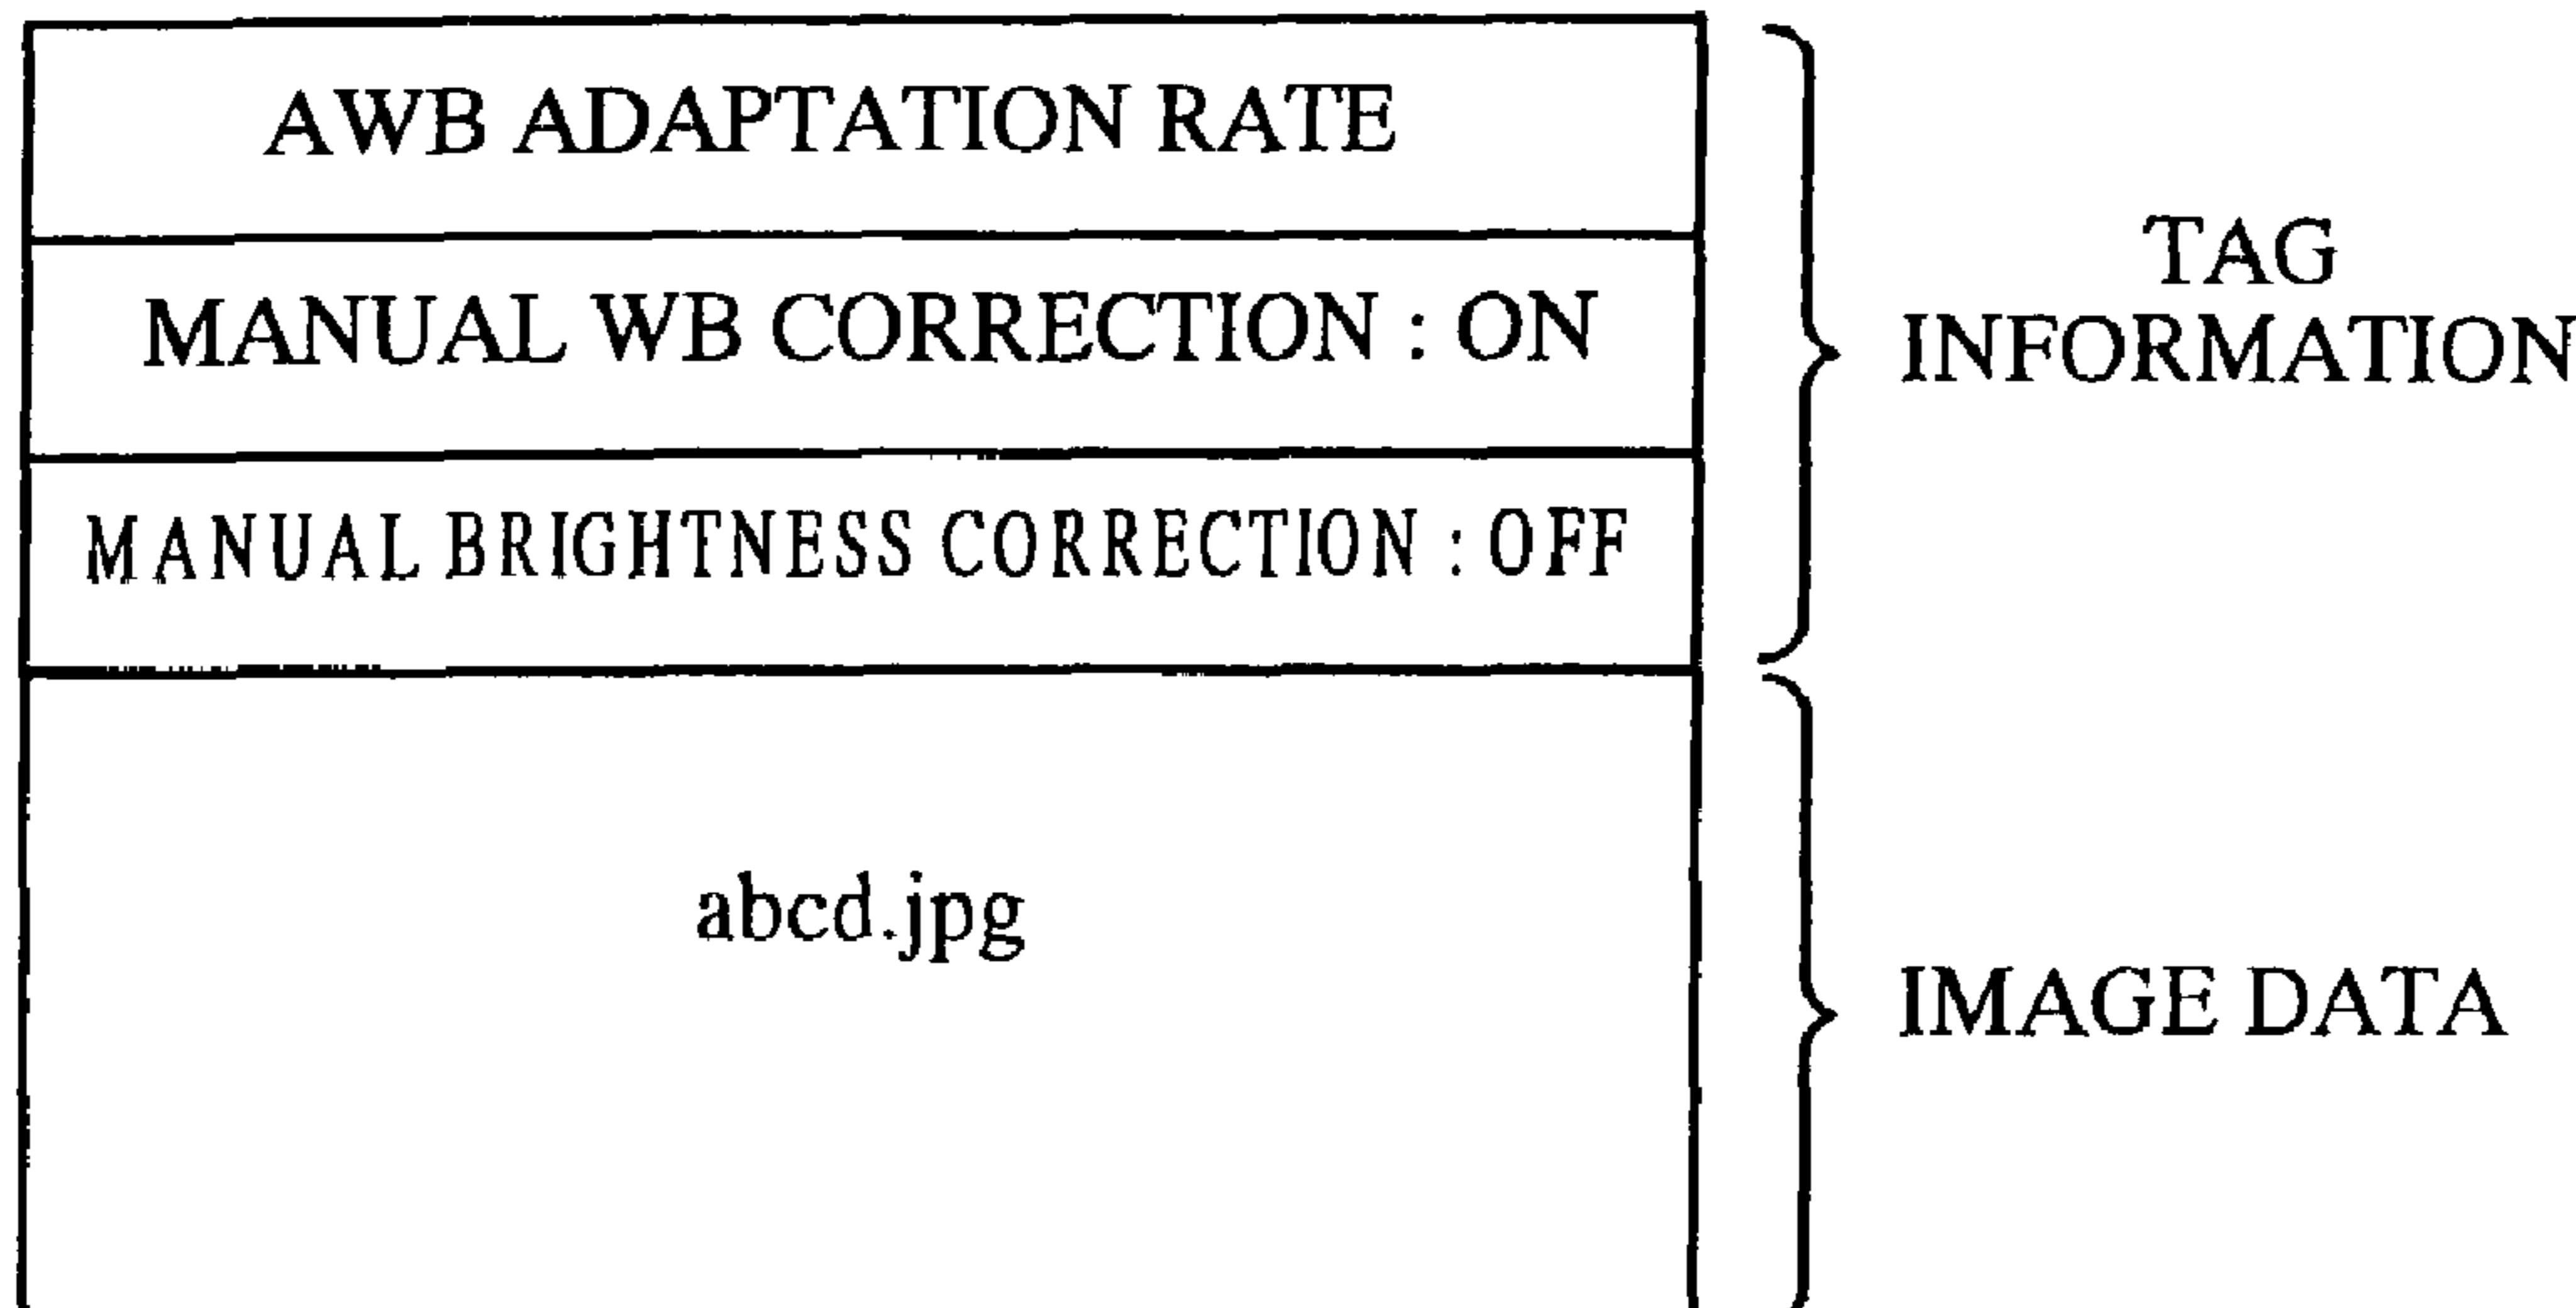 AWB ADAPTATION RATE
MANUAL WB CORRECTION : ON
MANUAL BRIGHTNESS CORRECTION : OFF
TAG
INFORMATION
abcd.jpg
IMAGE DATA